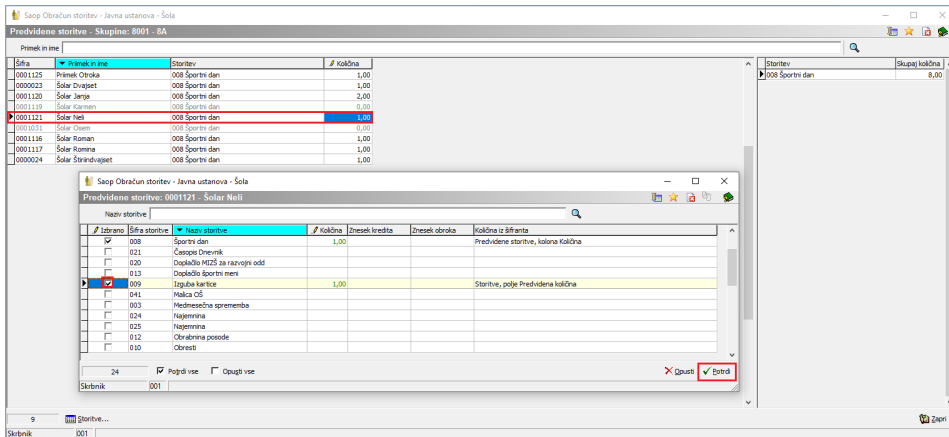 Saop Obračun storitev - Javna ustanova - Šola
Predvidene storitve - Skupine: 8001 - 8A
Primek in ime
Šifra Priimek in ime Storitev Količina
0001125 Priimek Otroka 008 Športni dan 1,00
0000023 Šolar Dvajset 008 Športni dan 1,00
0001120 Šolar Janja 008 Športni dan 2,00
0001119 Šolar Karmen 008 Športni dan 0,00
0001121 Šolar Neli 008 Športni dan 1,00
0001031 Šolar Osem 008 Športni dan 0,00
0001116 Šolar Roman 008 Športni dan 1,00
0001117 Šolar Romina 008 Športni dan 1,00
0000024 Šolar Štiriindvajset 008 Športni dan 1,00
Storitev Skupaj količina
008 Športni dan 8,00
Saop Obračun storitev - Javna ustanova - Šola
Predvidene storitve: 0001121 - Šolar Neli
Naziv storitve
Izbrano Šifra storitve Naziv storitve Količina Znesek kredita Znesek obroka Količina iz šifranta
008 Športni dan 1,00 Predvidene storitve, kolona Količina
021 Časopis Dnevnik
020 Doplačilo MIZŠ za razvojni odd
013 Doplačilo športni meni
009 Izguba kartice 1,00 Storitve, polje Predvidena količina
041 Malica OŠ
003 Medmesečna sprememba
024 Najemnina
025 Najemnina
012 Obrabnina posode
010 Obresti
24 Potrdi vse Opusti vse Opusti Potrdi
Skrbnik 001
9 Storitve... Zapri
Skrbnik 001